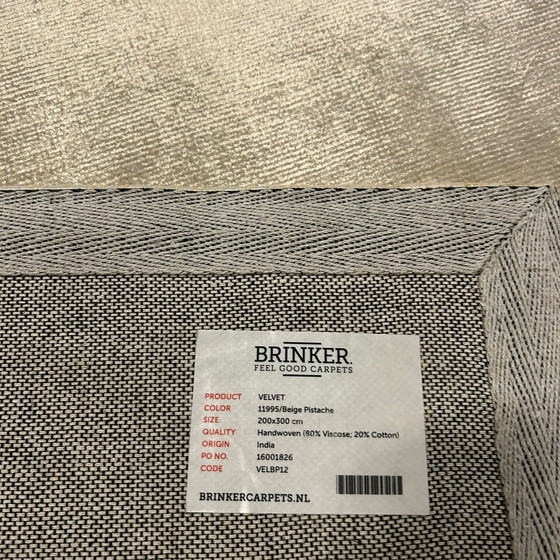 BRINKER.
FEEL GOOD CARPETS
PRODUCT VELVET
COLOR 11995/Beige Pistache
SIZE 200x300 cm
QUALITY Handwoven (80% Viscose; 20% Cotton)
ORIGIN India
PO NO. 16001826
CODE VELBP12
BRINKERCARPETS.NL